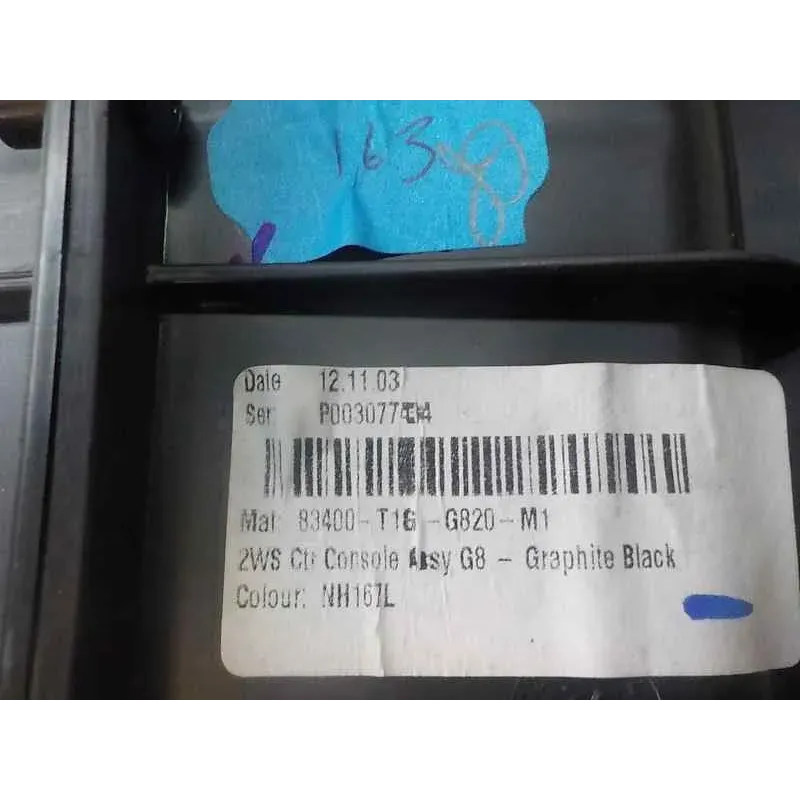 163
Date 12.11.03
Ser
Mat: 83400-T1G -G820-M1
2WS Ctr Console Assy G8 - Graphite Black
Colour: NH167L